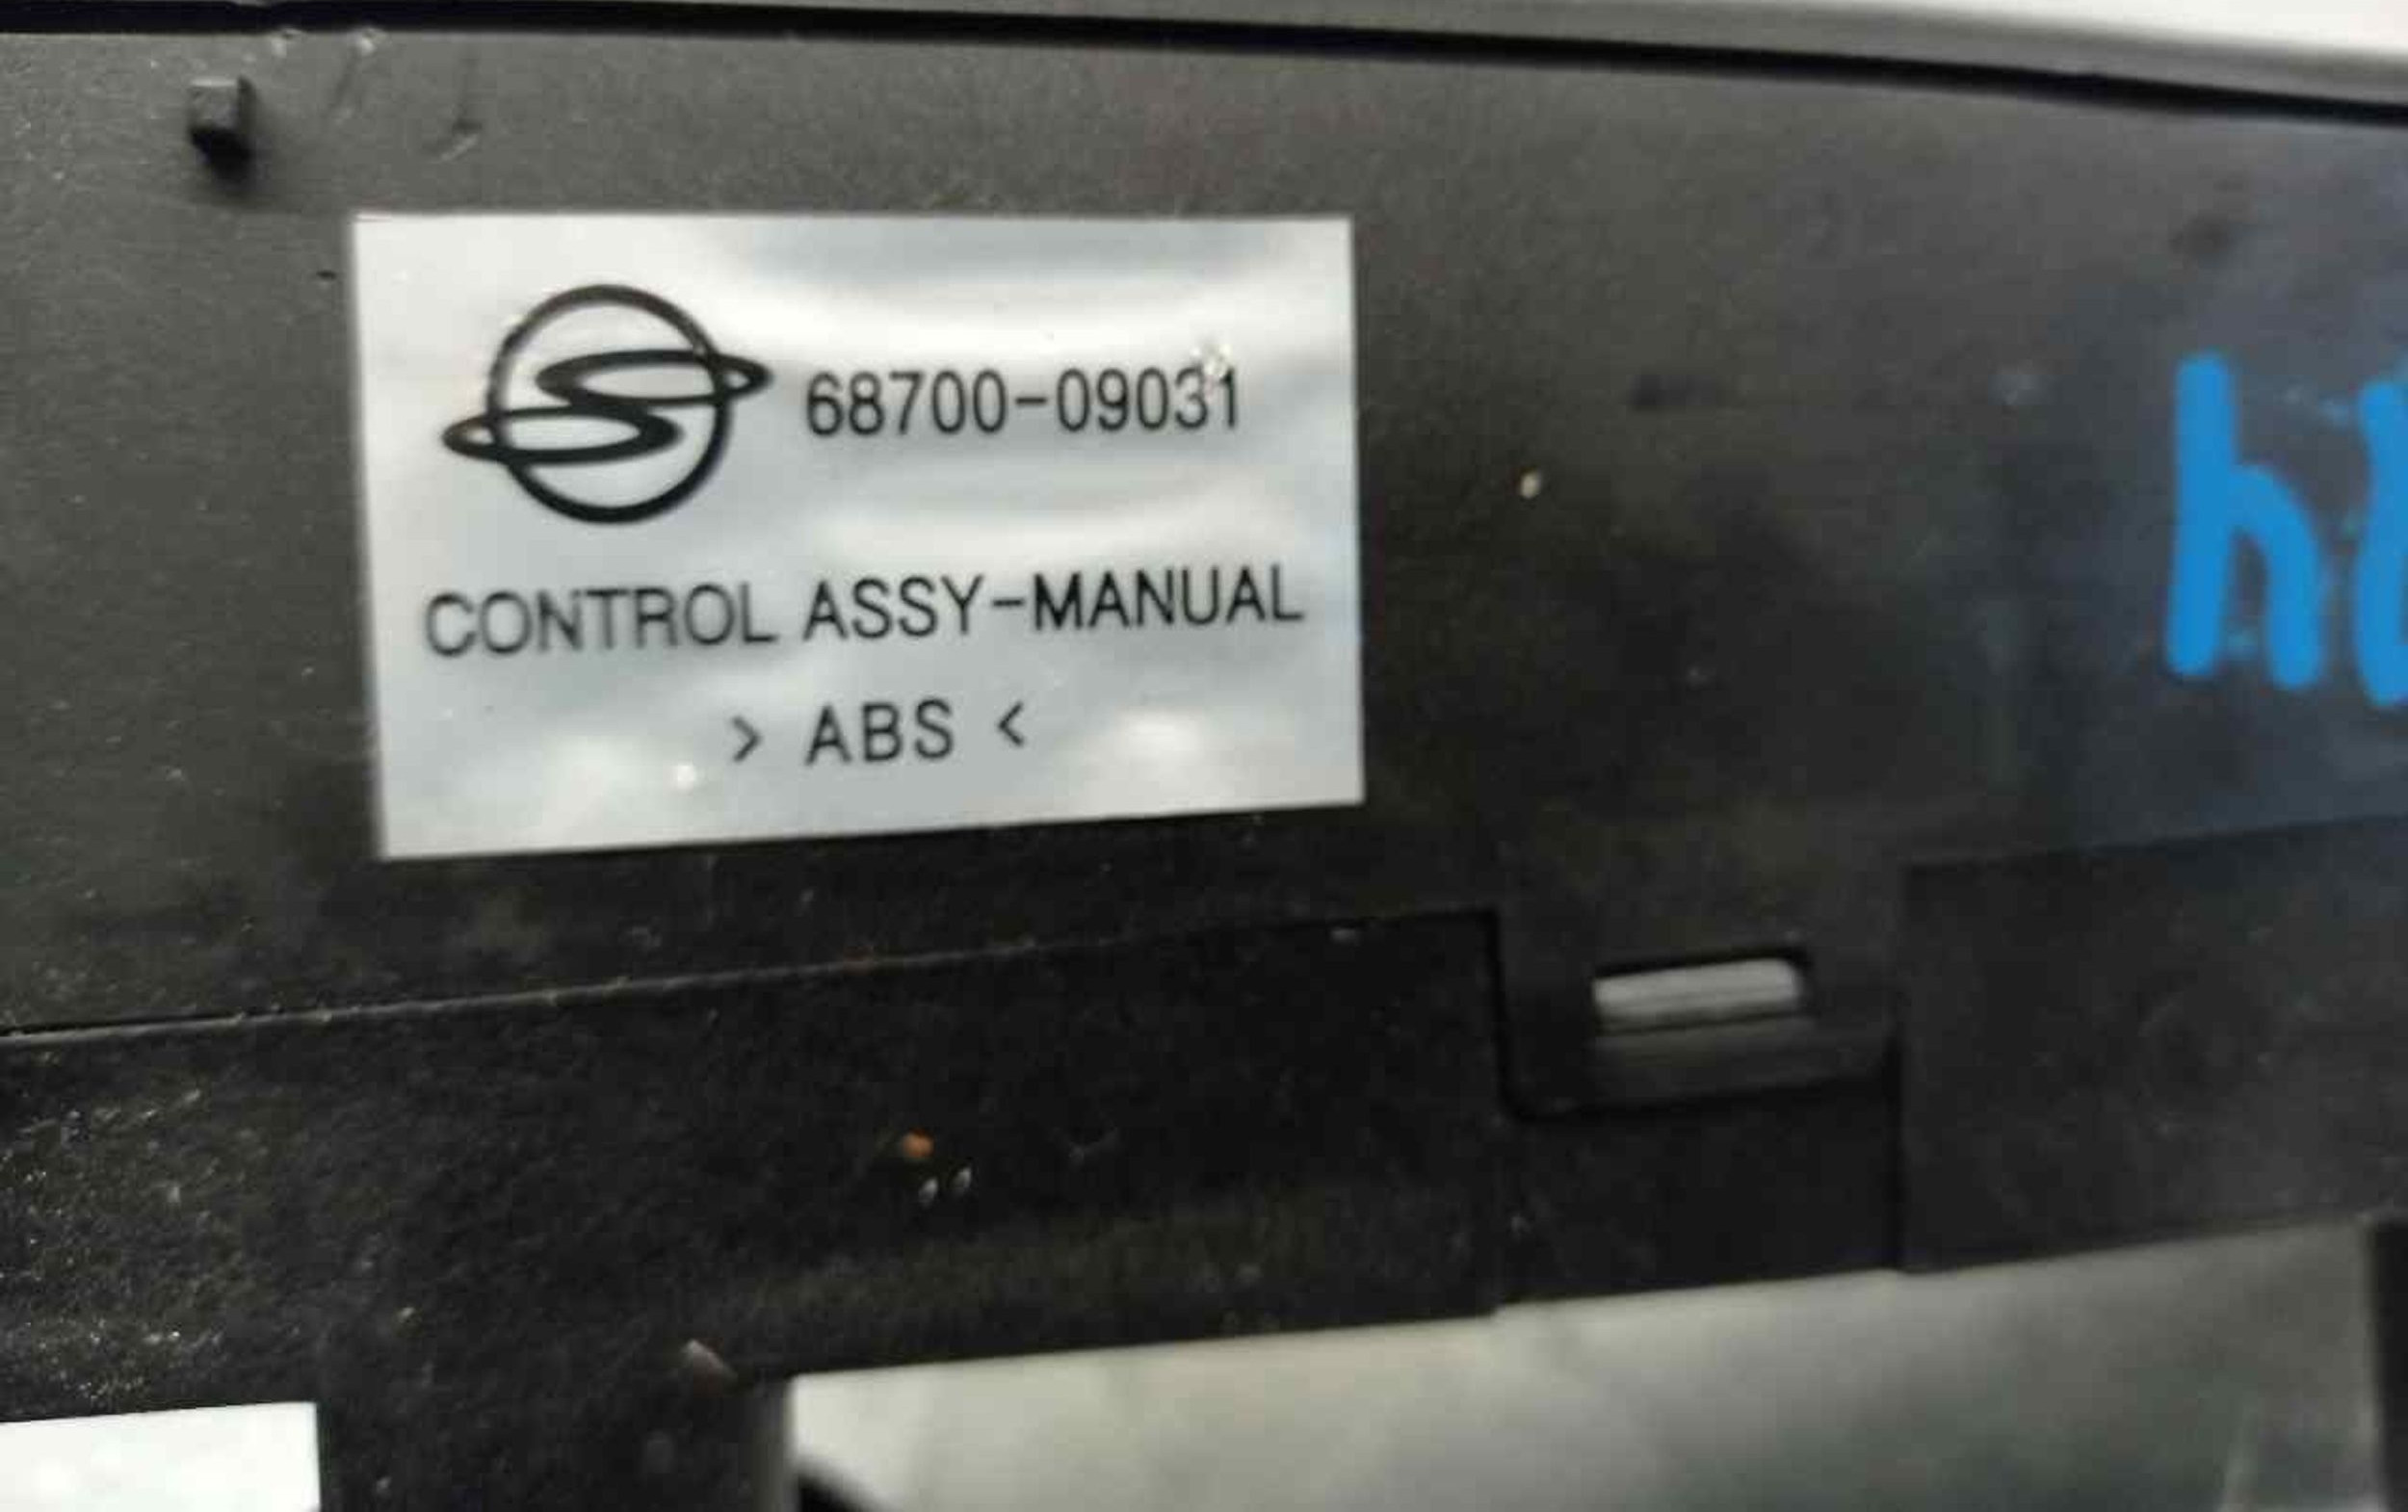 68700-09031
CONTROL ASSY-MANUAL
> ABS <